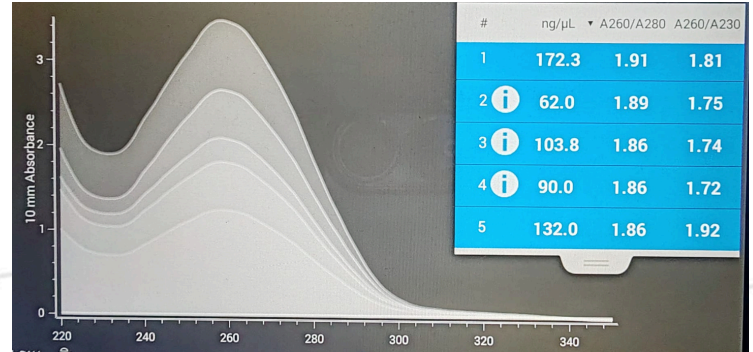 # ng/µL ▼ A260/A280 A260/A230
1 172.3 1.91 1.81
2 i 62.0 1.89 1.75
3 i 103.8 1.86 1.74
4 i 90.0 1.86 1.72
5 132.0 1.86 1.92
10 mm Absorbance
3
2
1
0
220 240 260 280 300 320 340